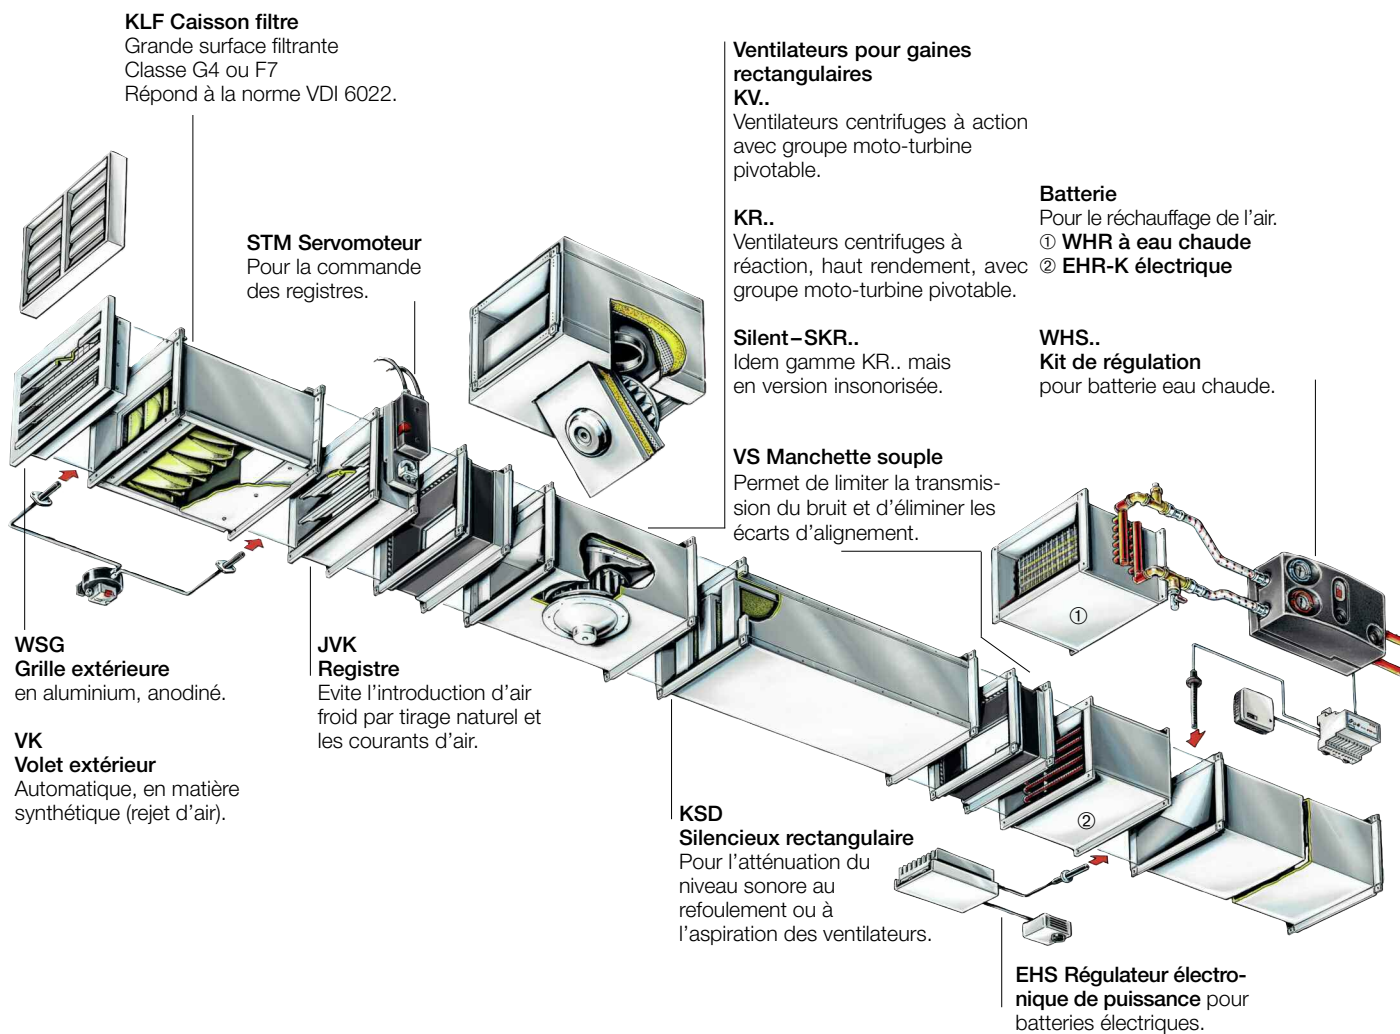 KLF Caisson filtre
Grande surface filtrante
Classe G4 ou F7
Répond à la norme VDI 6022.
STM Servomoteur
Pour la commande
des registres.
Ventilateurs pour gaines
rectangulaires
KV..
Ventilateurs centrifuges à action
avec groupe moto-turbine
pivotable.
KR..
Ventilateurs centrifuges à
réaction, haut rendement, avec
groupe moto-turbine pivotable.
Silent–SKR..
Idem gamme KR.. mais
en version insonorisée.
Batterie
Pour le réchauffage de l’air.
① WHR à eau chaude
② EHR-K électrique
WHS..
Kit de régulation
pour batterie eau chaude.
VS Manchette souple
Permet de limiter la transmis-
sion du bruit et d’éliminer les
écarts d’alignement.
①
WSG
Grille extérieure
en aluminium, anodiné.
VK
Volet extérieur
Automatique, en matière
synthétique (rejet d’air).
JVK
Registre
Evite l’introduction d’air
froid par tirage naturel et
les courants d’air.
②
KSD
Silencieux rectangulaire
Pour l’atténuation du
niveau sonore au
refoulement ou à
l’aspiration des ventilateurs.
EHS Régulateur électro-
nique de puissance pour
batteries électriques.